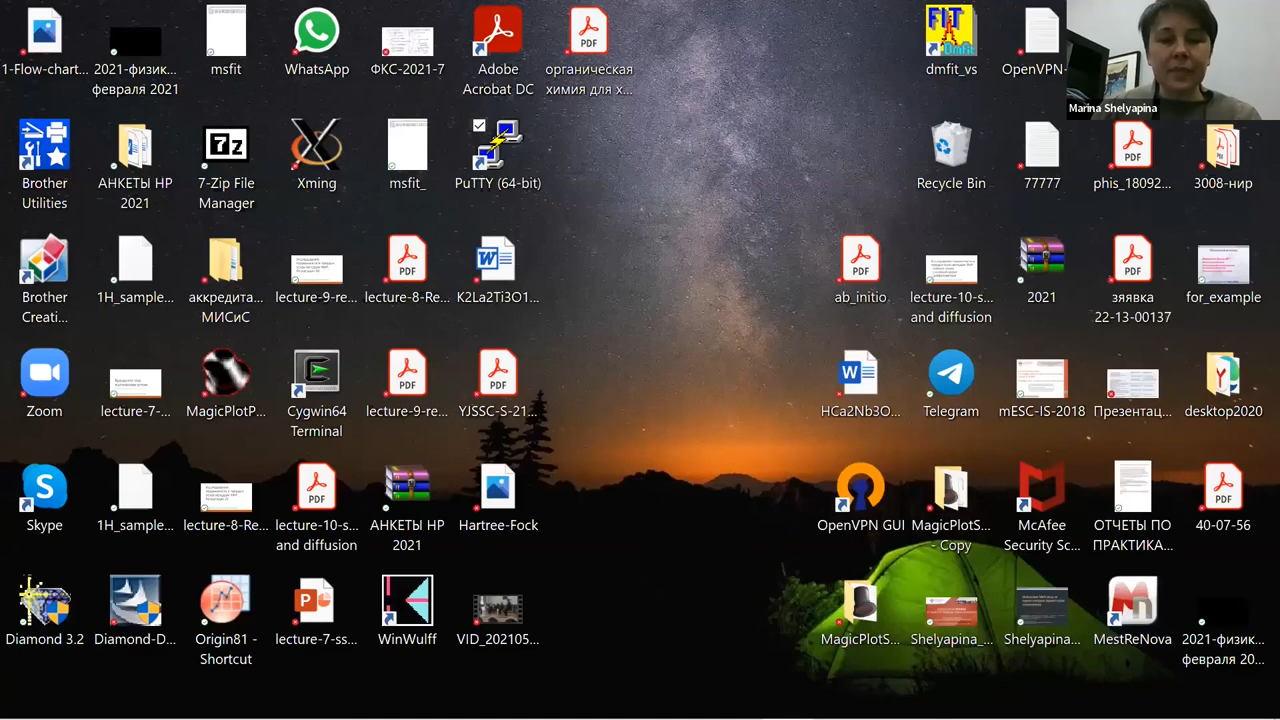 1-Flow-chart...
2021-физик...
февраля 2021
msfit
WhatsApp
ФКС-2021-7
Adobe
Acrobat DC
органическая
химия для х...
dmfit_vs
OpenVPN-
Marina Shelyapina
Brother
Utilities
АНКЕТЫ НР
2021
7-Zip File
Manager
Xming
msfit_
PuTTY (64-bit)
Recycle Bin
77777
phis_18092...
3008-нир
Brother
Creati...
1H_sample...
аккредита...
МИСиС
lecture-9-re...
lecture-8-Re...
K2La2Ti3O1...
ab_initio
lecture-10-s...
and diffusion
2021
зяявка
22-13-00137
for_example
Zoom
lecture-7-...
MagicPlotP...
Cygwin64
Terminal
lecture-9-re...
YJSSC-S-21...
HCa2Nb3O...
Telegram
mESC-IS-2018
Презентац...
desktop2020
Skype
1H_sample...
lecture-8-Re...
lecture-10-s...
and diffusion
АНКЕТЫ НР
2021
Hartree-Fock
OpenVPN GUI
MagicPlotS...
- Copy
McAfee
Security Sc...
ОТЧЕТЫ ПО
ПРАКТИКА...
40-07-56
Diamond 3.2
Diamond-D...
Origin81 -
Shortcut
lecture-7-ss...
WinWulff
VID_202105...
MagicPlotS...
Shelyapina_...
Shelyapina...
MestReNova
2021-физик...
февраля 20...